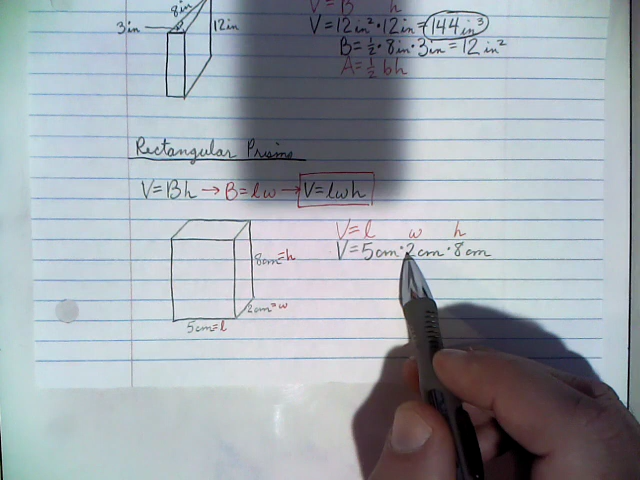 V = B h
8in
3in
12in
V = 12in² · 12in = 144in³
B = ½ · 8in · 3in = 12in²
A = ½ bh
Rectangular Prisms
V = Bh → B = lw → V = lwh
V = l w h
V = 5cm · 2cm · 8cm
8cm = h
2cm = w
5cm = l